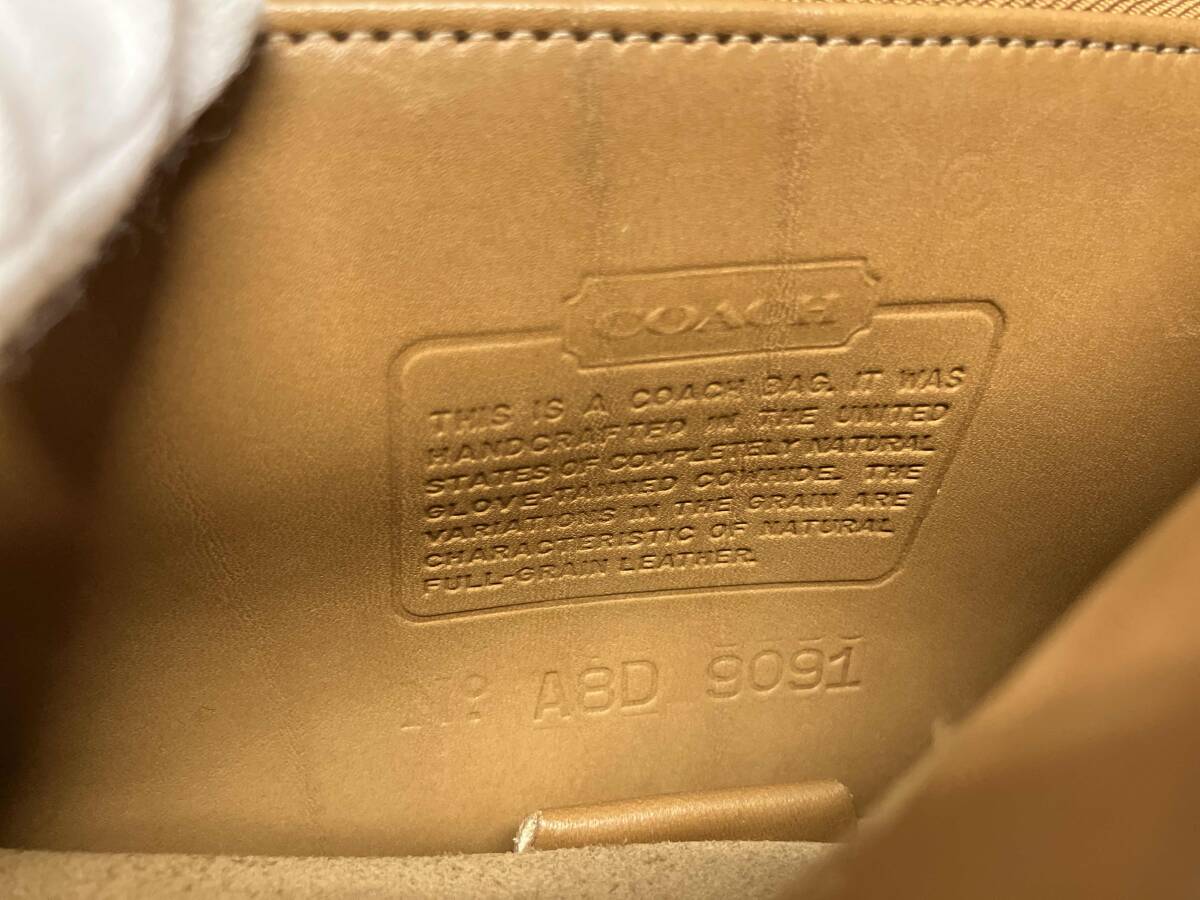 COACH
THIS IS A COACH BAG. IT WAS
HANDCRAFTED IN THE UNITED
STATES OF COMPLETELY NATURAL
GLOVE-TANNED COWHIDE. THE
VARIATIONS IN THE GRAIN ARE
CHARACTERISTIC OF NATURAL
FULL-GRAIN LEATHER.
Nº A8D 9091